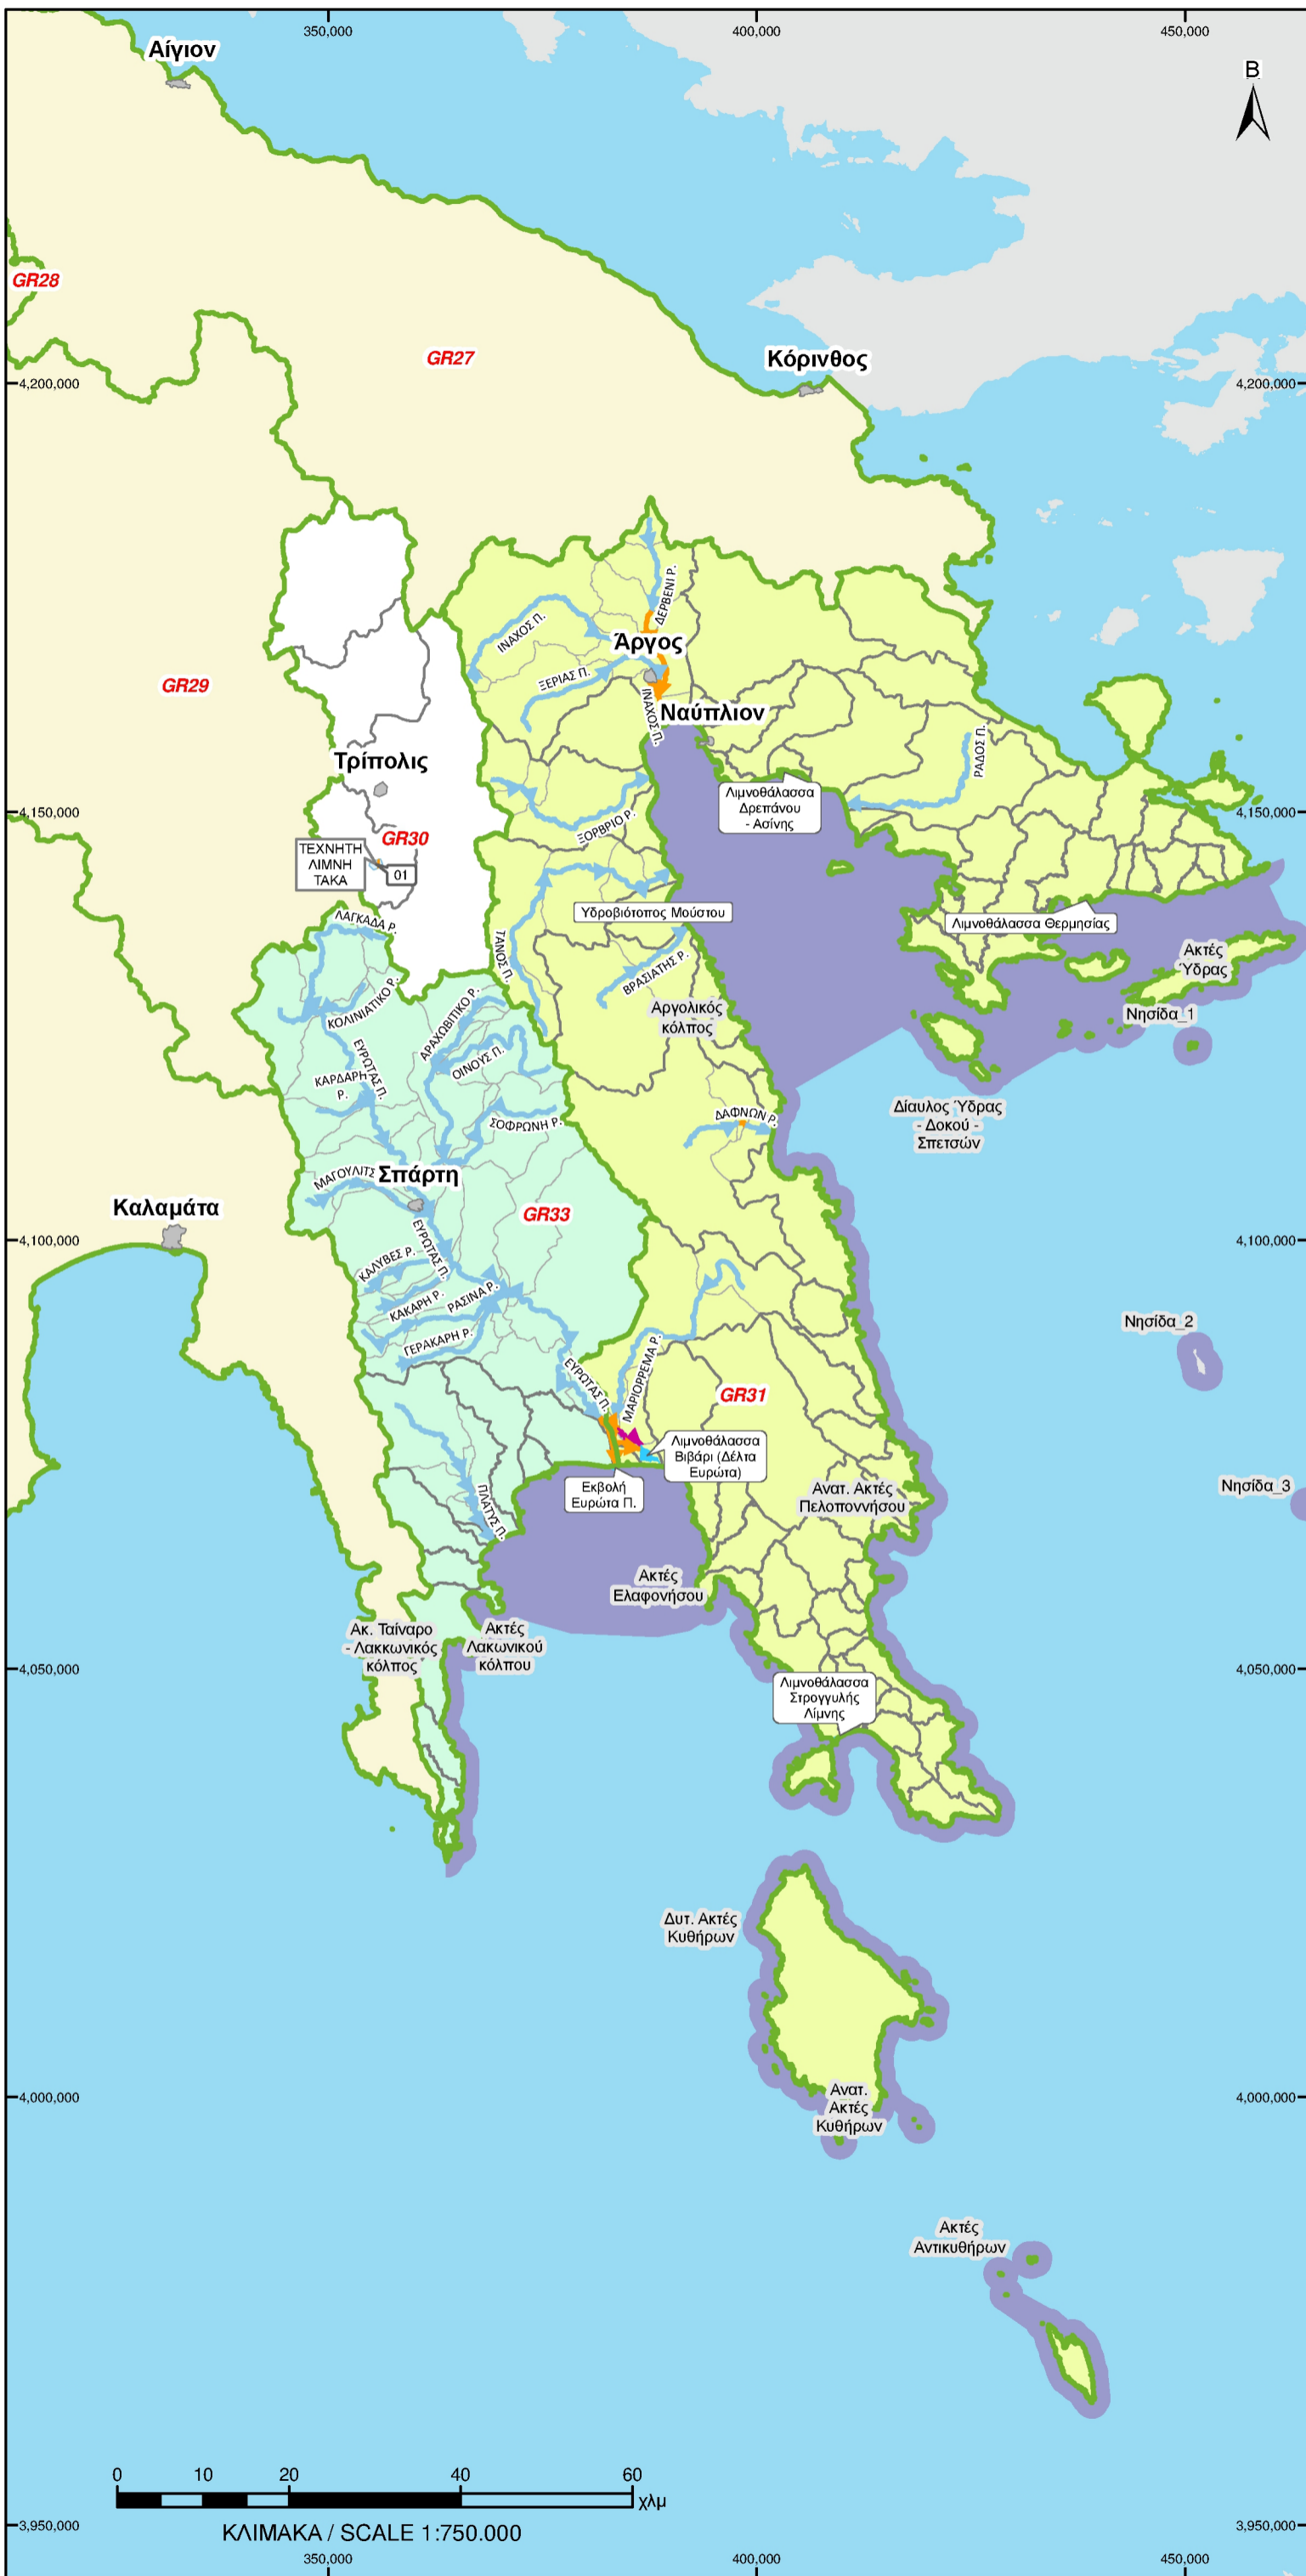 350,000
400,000
450,000
Αίγιον
Β
GR28
GR27
Κόρινθος
4,200,000
4,200,000
ΔΕΡΒΕΝΙ Ρ.
ΙΝΑΧΟΣ Π.
Άργος
ΞΕΡΙΑΣ Π.
GR29
ΙΝΑΧΟΣ Π.
Ναύπλιον
ΡΑΔΟΣ Π.
Τρίπολις
Λιμνοθάλασσα
Δρεπάνου
- Ασίνης
4,150,000
4,150,000
ΞΟΡΒΡΙΟ Ρ.
GR30
ΤΕΧΝΗΤΗ
ΛΙΜΝΗ
ΤΑΚΑ
01
Υδροβιότοπος Μούστου
Λιμνοθάλασσα Θερμησίας
ΛΑΓΚΑΔΑ Ρ.
ΤΑΝΟΣ Π.
Ακτές
Ύδρας
ΒΡΑΣΙΑΤΗΣ Ρ.
ΚΟΛΙΝΙΑΤΙΚΟ Ρ.
ΑΡΑΧΩΒΙΤΙΚΟ Ρ.
Αργολικός
κόλπος
Νησίδα_1
ΕΥΡΩΤΑΣ Π.
ΟΙΝΟΥΣ Π.
ΚΑΡΔΑΡΗ
Ρ.
Δίαυλος Ύδρας
- Δοκού -
Σπετσών
ΔΑΦΝΩΝ Ρ.
ΣΟΦΡΩΝΗ Ρ.
ΜΑΓΟΥΛΙΤΣ
Σπάρτη
Καλαμάτα
GR33
4,100,000
4,100,000
ΕΥΡΩΤΑΣ Π.
ΚΑΛΥΒΕΣ Ρ.
ΚΑΚΑΡΗ Ρ.
ΡΑΣΙΝΑ Ρ.
Νησίδα_2
ΓΕΡΑΚΑΡΗ Ρ.
ΕΥΡΩΤΑΣ Π.
ΜΑΡΙΟΡΡΕΜΑ Ρ.
GR31
Λιμνοθάλασσα
Βιβάρι (Δέλτα
Ευρώτα)
Εκβολή
Ευρώτα Π.
Ανατ. Ακτές
Πελοποννήσου
Νησίδα_3
ΠΛΑΤΥΣ Π.
Ακτές
Ελαφονήσου
Ακ. Ταίναρο
- Λακκωνικός
κόλπος
Ακτές
Λακωνικού
κόλπου
4,050,000
4,050,000
Λιμνοθάλασσα
Στρογγυλής
Λίμνης
Δυτ. Ακτές
Κυθήρων
4,000,000
4,000,000
Ανατ.
Ακτές
Κυθήρων
Ακτές
Αντικυθήρων
0 10 20 40 60
χλμ
ΚΛΙΜΑΚΑ / SCALE 1:750.000
3,950,000
3,950,000
350,000
400,000
450,000